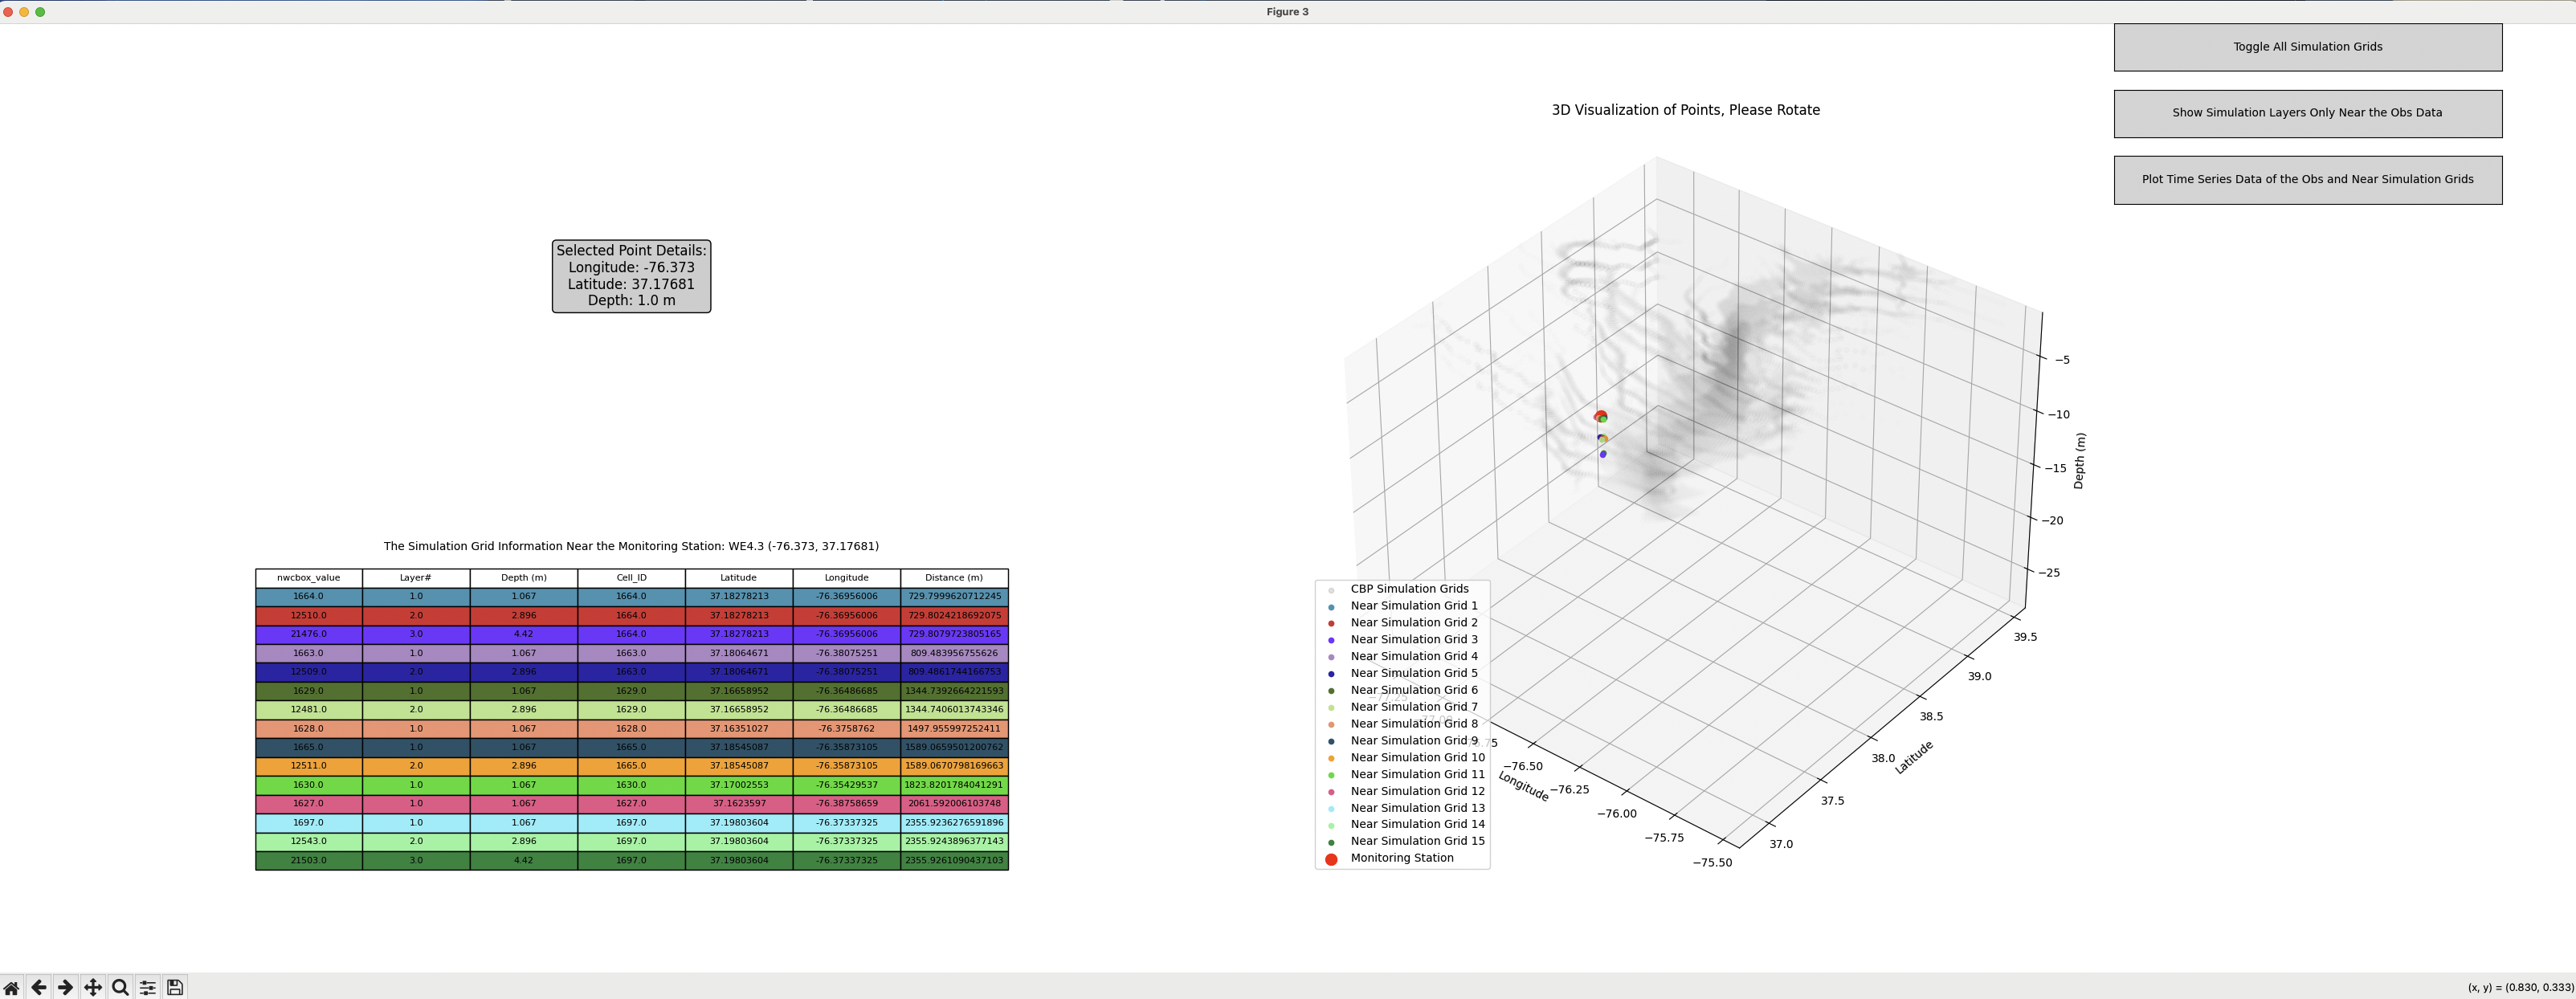 Figure 3
Toggle All Simulation Grids
Show Simulation Layers Only Near the Obs Data
Plot Time Series Data of the Obs and Near Simulation Grids
Selected Point Details:
Longitude: -76.373
Latitude: 37.17681
Depth: 1.0 m
The Simulation Grid Information Near the Monitoring Station: WE4.3 (-76.373, 37.17681)
nwcbox_value Layer# Depth (m) Cell_ID Latitude Longitude Distance (m)
1664.0 1.0 1.067 1664.0 37.18278213 -76.36956006 729.7999620712245
12510.0 2.0 2.896 1664.0 37.18278213 -76.36956006 729.8024218692075
21476.0 3.0 4.42 1664.0 37.18278213 -76.36956006 729.8079723805165
1663.0 1.0 1.067 1663.0 37.18064671 -76.38075251 809.483956755626
12509.0 2.0 2.896 1663.0 37.18064671 -76.38075251 809.4861744166753
1629.0 1.0 1.067 1629.0 37.16658952 -76.36486685 1344.7392664221593
12481.0 2.0 2.896 1629.0 37.16658952 -76.36486685 1344.7406013743346
1628.0 1.0 1.067 1628.0 37.16351027 -76.3758762 1497.955997252411
1665.0 1.0 1.067 1665.0 37.18545087 -76.35873105 1589.0659501200762
12511.0 2.0 2.896 1665.0 37.18545087 -76.35873105 1589.0670798169663
1630.0 1.0 1.067 1630.0 37.17002553 -76.35429537 1823.8201784041291
1627.0 1.0 1.067 1627.0 37.1623597 -76.38758659 2061.592006103748
1697.0 1.0 1.067 1697.0 37.19803604 -76.37337325 2355.9236276591896
12543.0 2.0 2.896 1697.0 37.19803604 -76.37337325 2355.9243896377143
21503.0 3.0 4.42 1697.0 37.19803604 -76.37337325 2355.9261090437103
3D Visualization of Points, Please Rotate
−5
−10
−15
−20
−25
Depth (m)
39.5
39.0
38.5
38.0
37.5
37.0
Latitude
−77.25
−77.00
−76.75
−76.50
−76.25
−76.00
−75.75
−75.50
Longitude
CBP Simulation Grids
Near Simulation Grid 1
Near Simulation Grid 2
Near Simulation Grid 3
Near Simulation Grid 4
Near Simulation Grid 5
Near Simulation Grid 6
Near Simulation Grid 7
Near Simulation Grid 8
Near Simulation Grid 9
Near Simulation Grid 10
Near Simulation Grid 11
Near Simulation Grid 12
Near Simulation Grid 13
Near Simulation Grid 14
Near Simulation Grid 15
Monitoring Station
(x, y) = (0.830, 0.333)